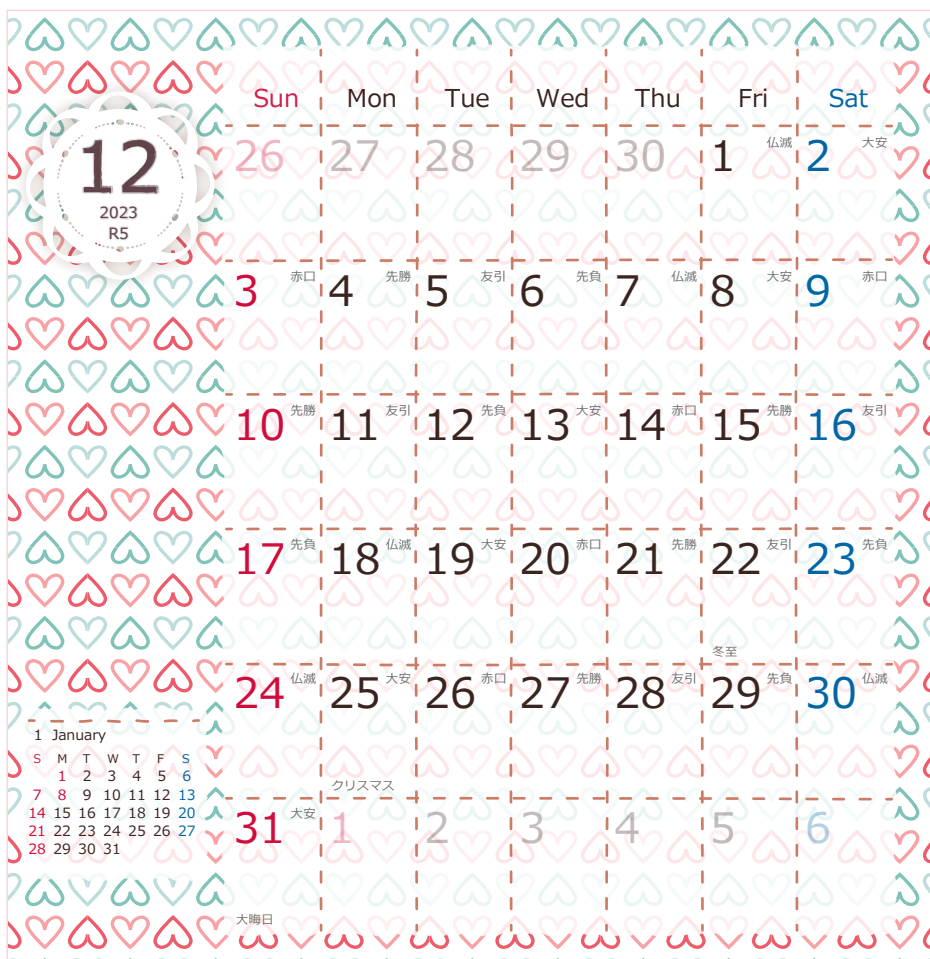 12
2023
R5
Sun Mon Tue Wed Thu Fri Sat
26 27 28 29 30 1 仏滅 2 大安
3 赤口 4 先勝 5 友引 6 先負 7 仏滅 8 大安 9 赤口
10 先勝 11 友引 12 先負 13 大安 14 赤口 15 先勝 16 友引
17 先負 18 仏滅 19 大安 20 赤口 21 先勝 22 友引 23 先負
冬至
24 仏滅 25 大安 26 赤口 27 先勝 28 友引 29 先負 30 仏滅
クリスマス
31 大安 1 2 3 4 5 6
大晦日
1 January
S M T W T F S
1 2 3 4 5 6
7 8 9 10 11 12 13
14 15 16 17 18 19 20
21 22 23 24 25 26 27
28 29 30 31